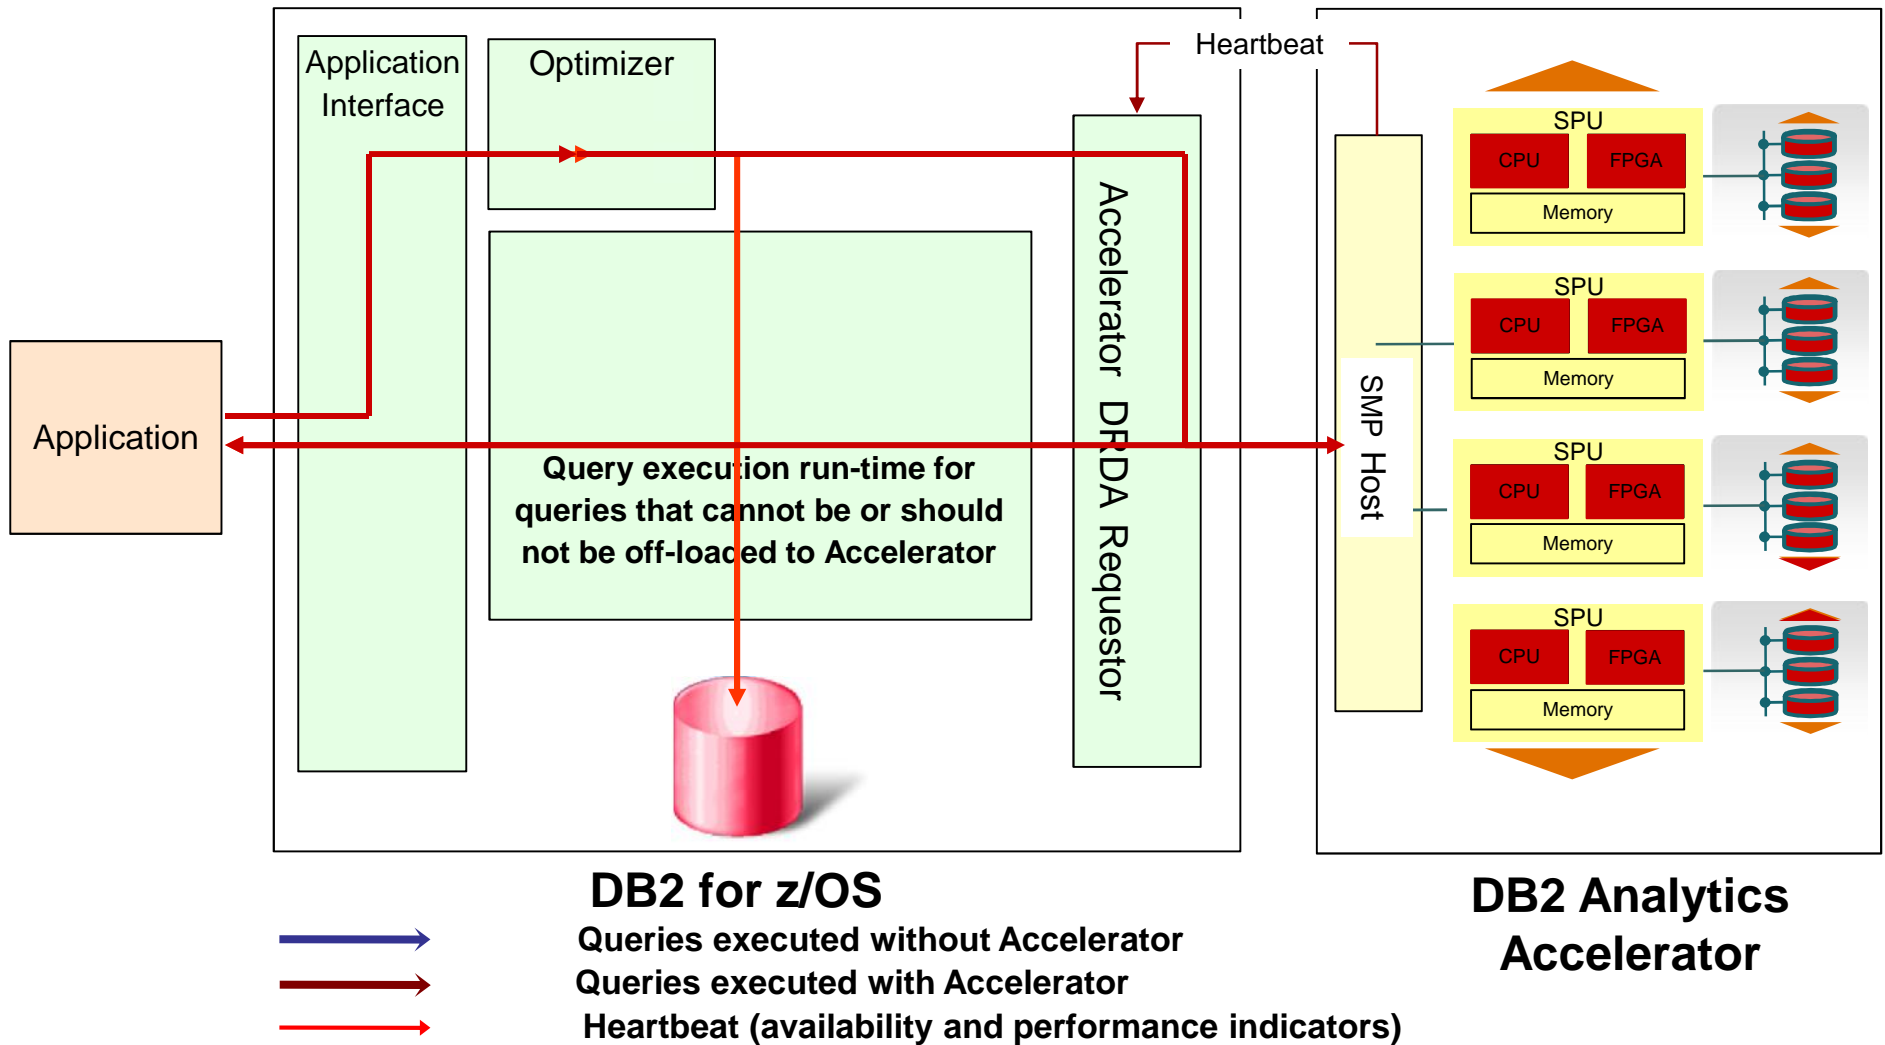 Heartbeat
Application
Interface
Optimizer
Accelerator DRDA Requestor
Application
Query execution run-time for
queries that cannot be or should
not be off-loaded to Accelerator
SMP Host
SPU
CPU
FPGA
Memory
SPU
CPU
FPGA
Memory
SPU
CPU
FPGA
Memory
SPU
CPU
FPGA
Memory
DB2 for z/OS
DB2 Analytics
Accelerator
Queries executed without Accelerator
Queries executed with Accelerator
Heartbeat (availability and performance indicators)